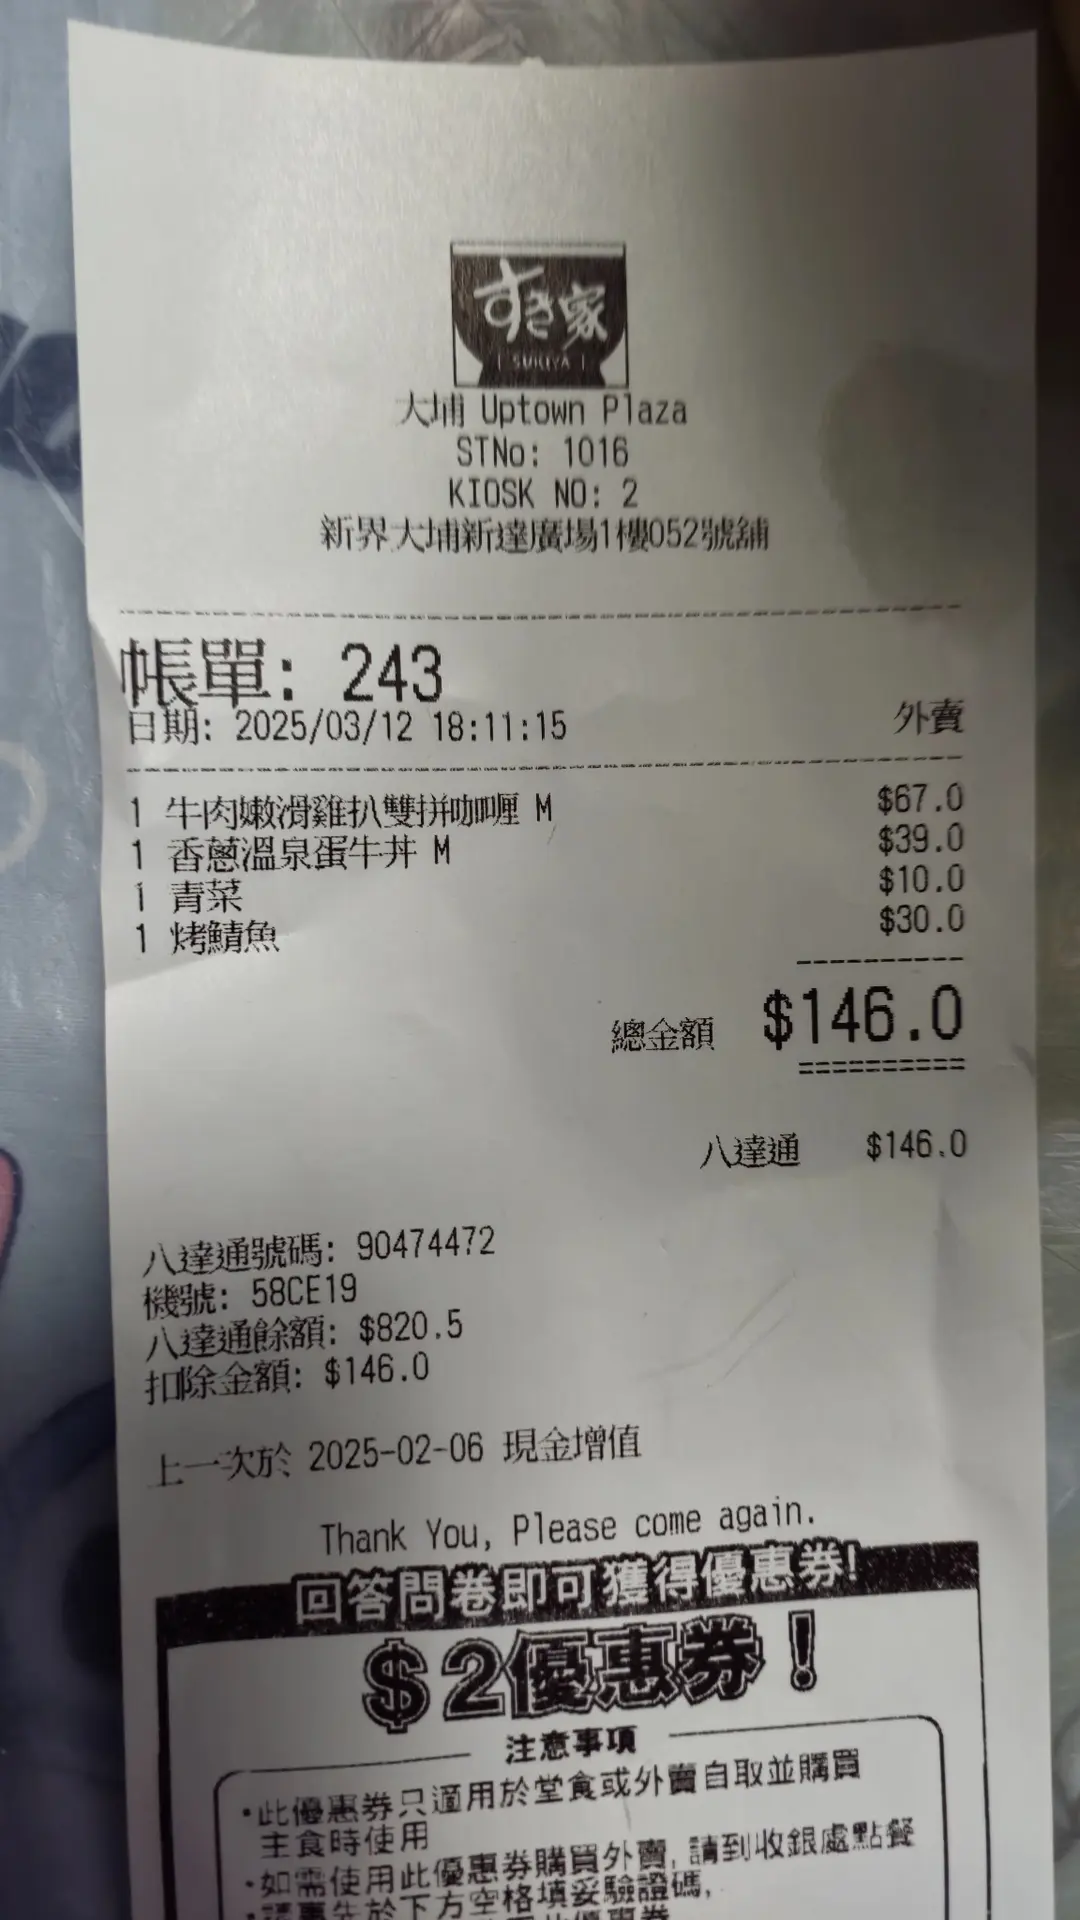 すき家
SUKIYA
大埔 Uptown Plaza
STNo: 1016
KIOSK NO: 2
新界大埔新達廣場1樓052號舖
帳單: 243
日期: 2025/03/12 18:11:15 外賣
1 牛肉嫩滑雞扒雙拼咖喱 M $67.0
1 香蔥溫泉蛋牛丼 M $39.0
1 青菜 $10.0
1 烤鯖魚 $30.0
總金額 $146.0
八達通 $146.0
八達通號碼: 90474472
機號: 58CE19
八達通餘額: $820.5
扣除金額: $146.0
上一次於 2025-02-06 現金增值
Thank You, Please come again.
回答問卷即可獲得優惠券!
$2優惠券!
注意事項
•此優惠券只適用於堂食或外賣自取並購買
主食時使用
•如需使用此優惠券購買外賣,請到收銀處點餐
請事先於下方空格填妥驗證碼,